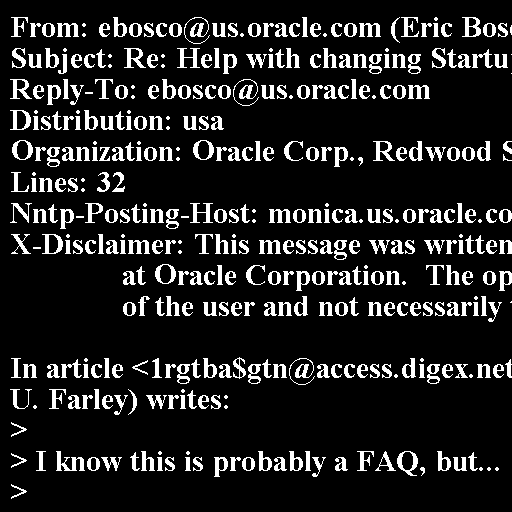 From: ebosco@us.oracle.com (Eric Bosc
Subject: Re: Help with changing Startu
Reply-To: ebosco@us.oracle.com
Distribution: usa
Organization: Oracle Corp., Redwood S
Lines: 32
Nntp-Posting-Host: monica.us.oracle.co
X-Disclaimer: This message was written
at Oracle Corporation.  The op
of the user and not necessarily
In article <1rgtba$gtn@access.digex.net
U. Farley) writes:
>
> I know this is probably a FAQ, but...
>